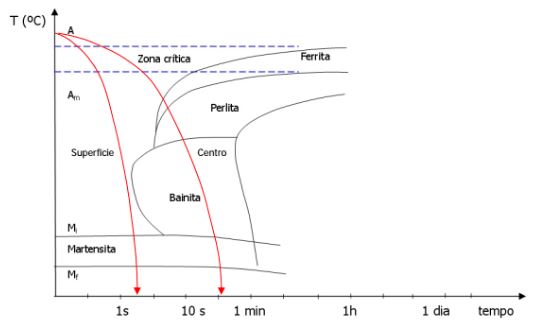 T (ºC)
A
Zona crítica
Ferrita
Am
Perlita
Superficie
Centro
Bainita
Mi
Martensita
Mf
1s
10 s
1 min
1h
1 dia
tempo